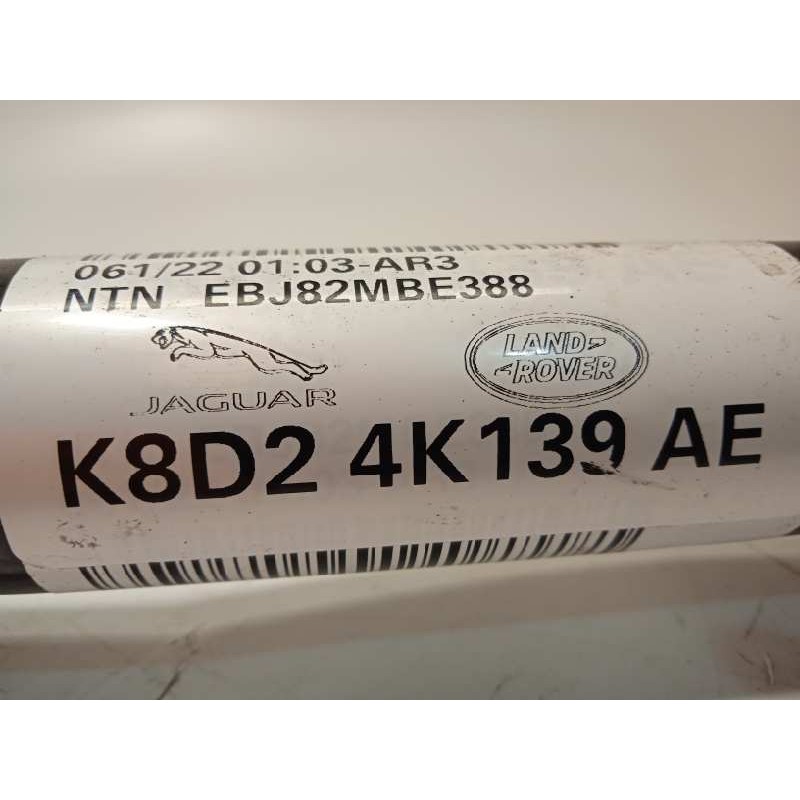 061/22 01:03-AR3
NTN EBJ82MBE388
JAGUAR
LAND-
-ROVER
K8D2 4K139 AE